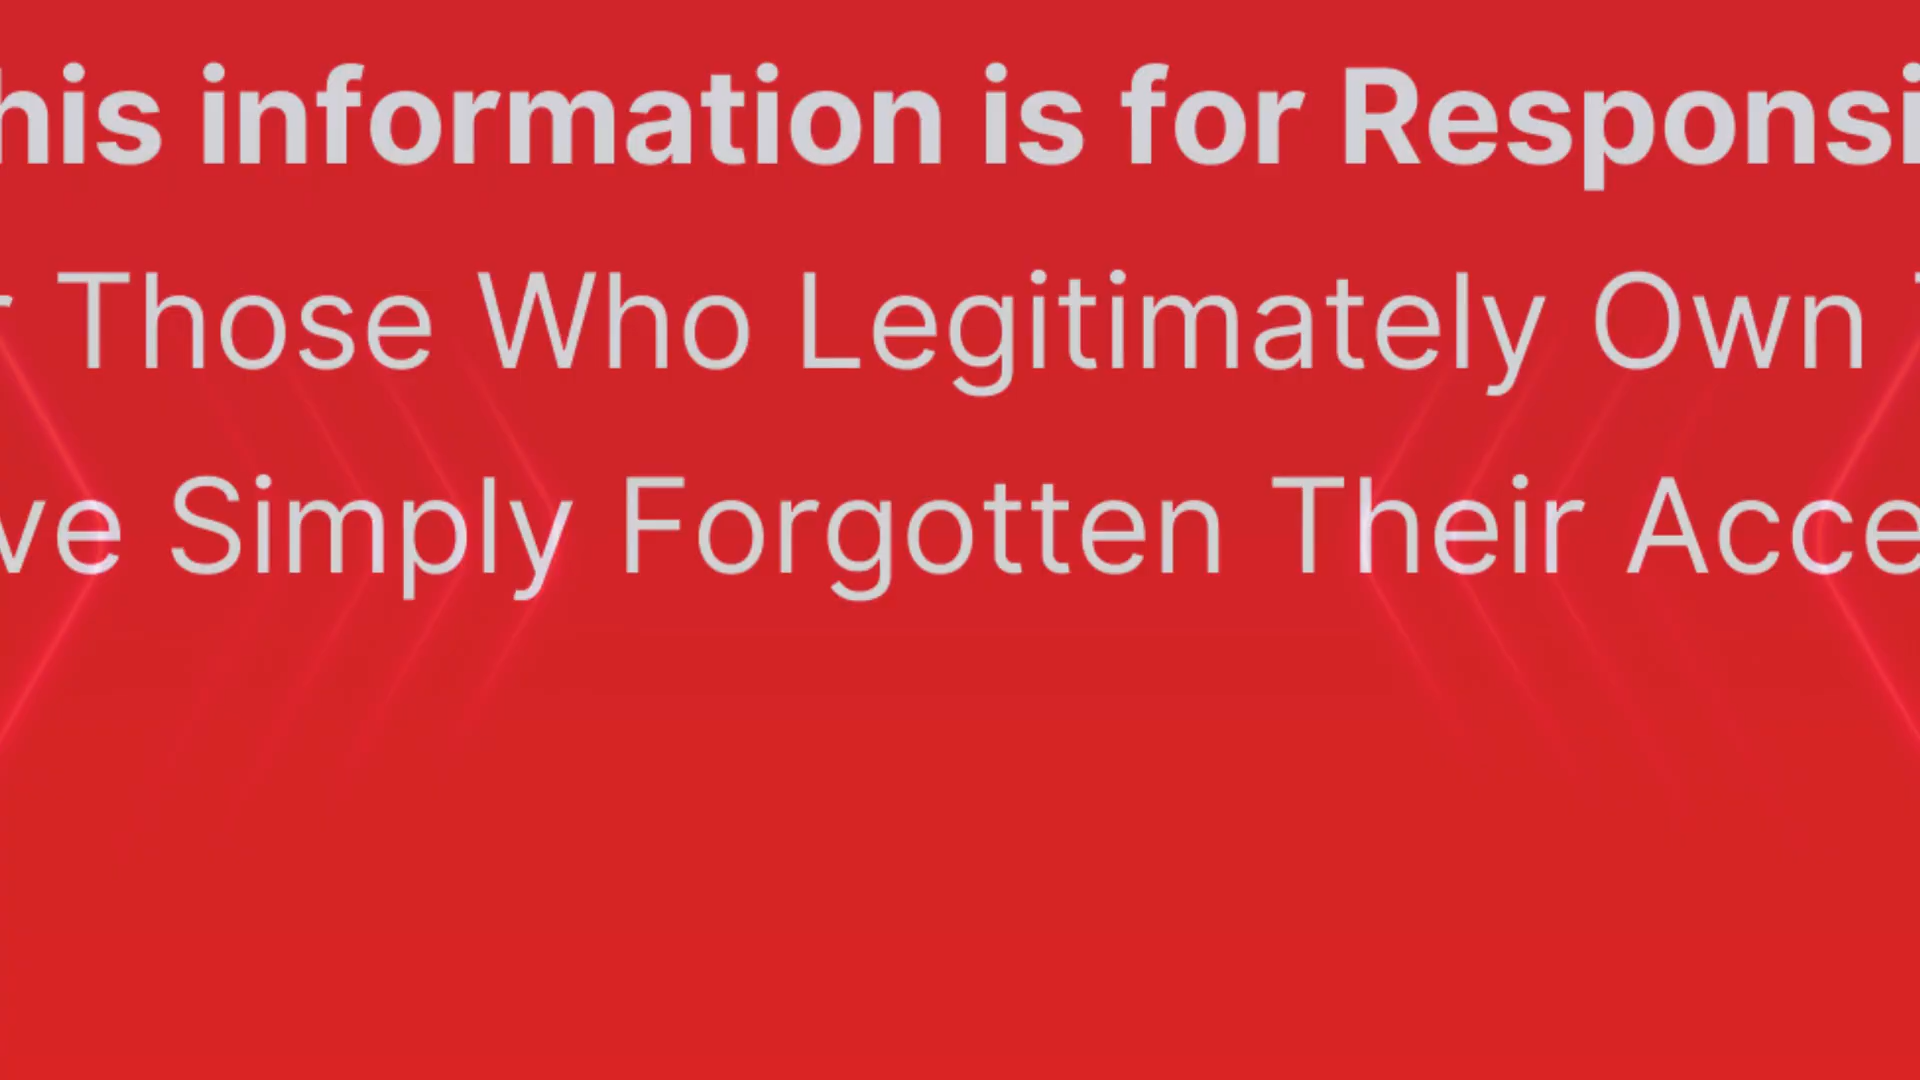 his information is for Responsi
r Those Who Legitimately Own
ve Simply Forgotten Their Acce